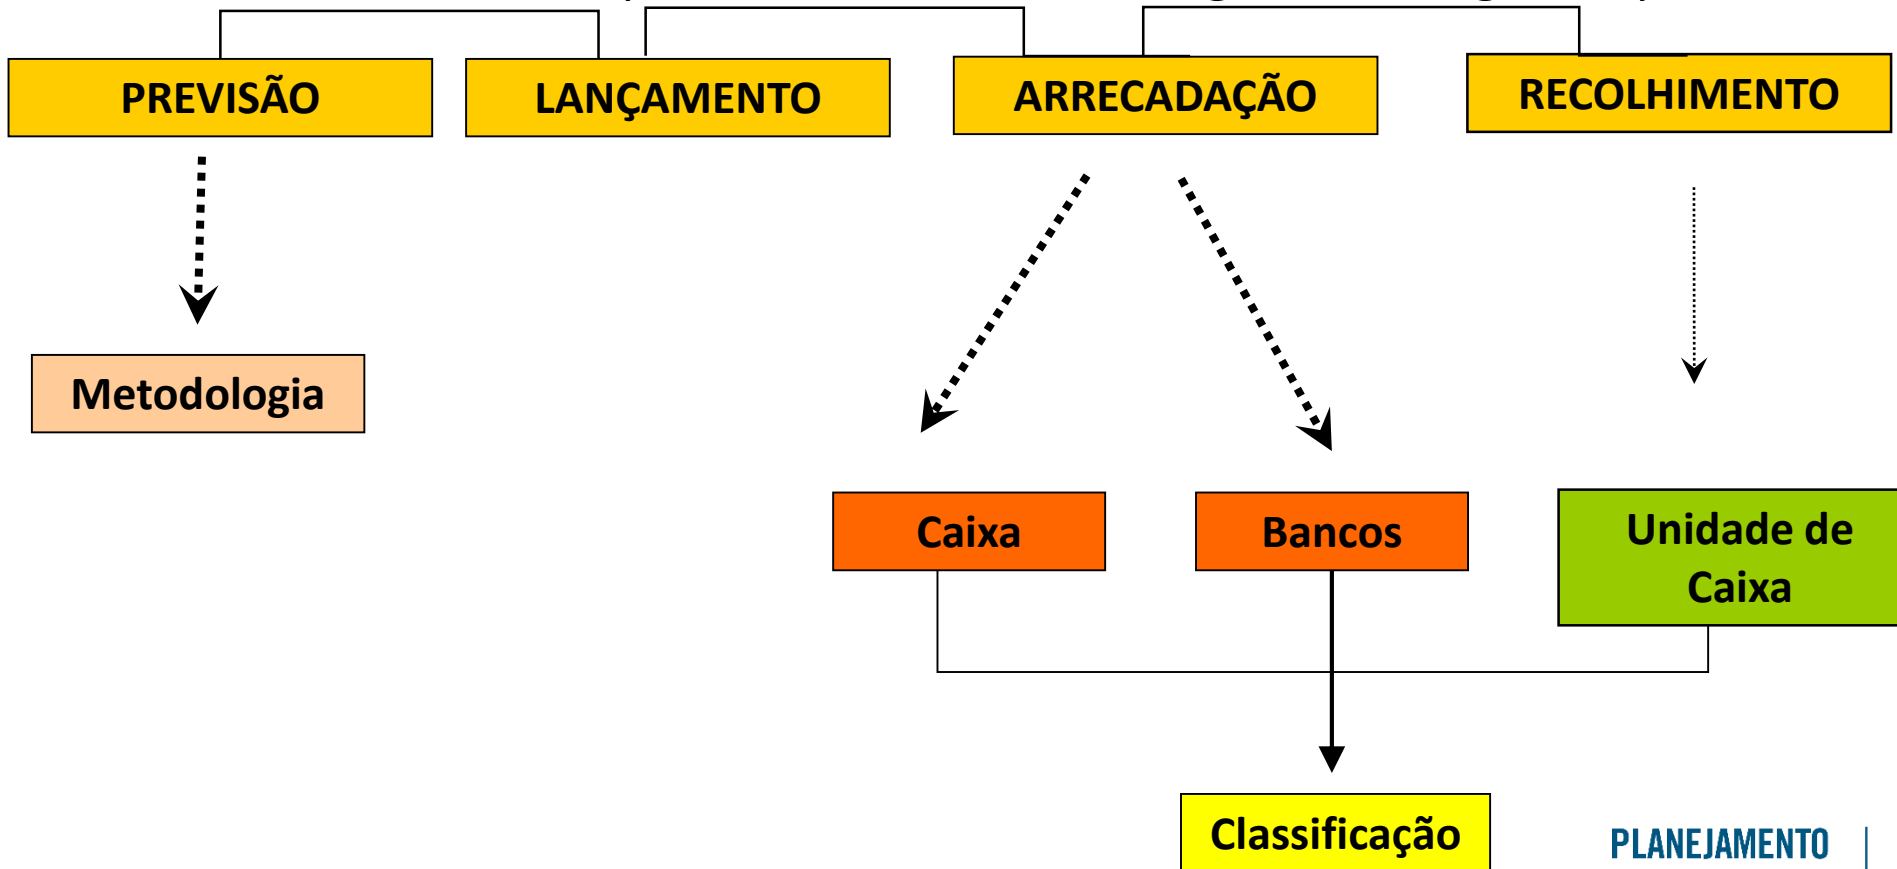 PREVISÃO
LANÇAMENTO
ARRECADAÇÃO
RECOLHIMENTO
Metodologia
Caixa
Bancos
Unidade de
Caixa
Classificação
PLANEJAMENTO